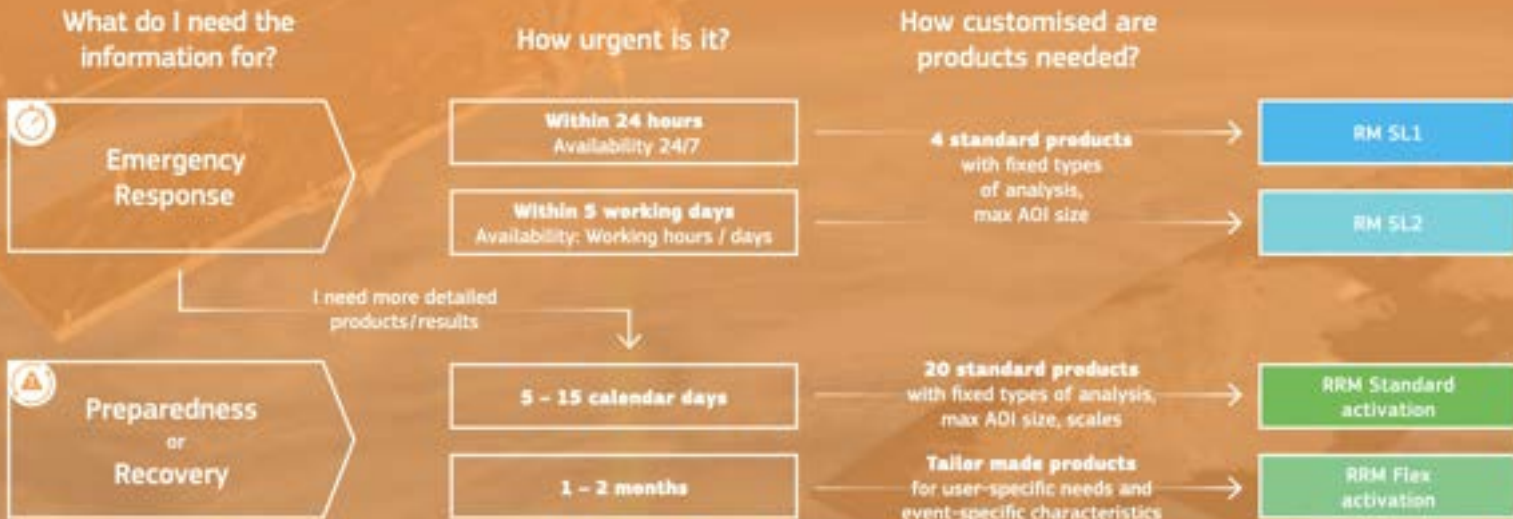 What do I need the
information for?
How urgent is it?
How customised are
products needed?
Emergency
Response
Within 24 hours
Availability 24/7
Within 5 working days
Availability: Working hours / days
4 standard products
with fixed types
of analysis,
max AOI size
RM SL1
RM SL2
I need more detailed
products/results
Preparedness
or
Recovery
5 – 15 calendar days
1 – 2 months
20 standard products
with fixed types of analysis,
max AOI size, scales
Tailor made products
for user-specific needs and
event-specific characteristics
RRM Standard
activation
RRM Flex
activation